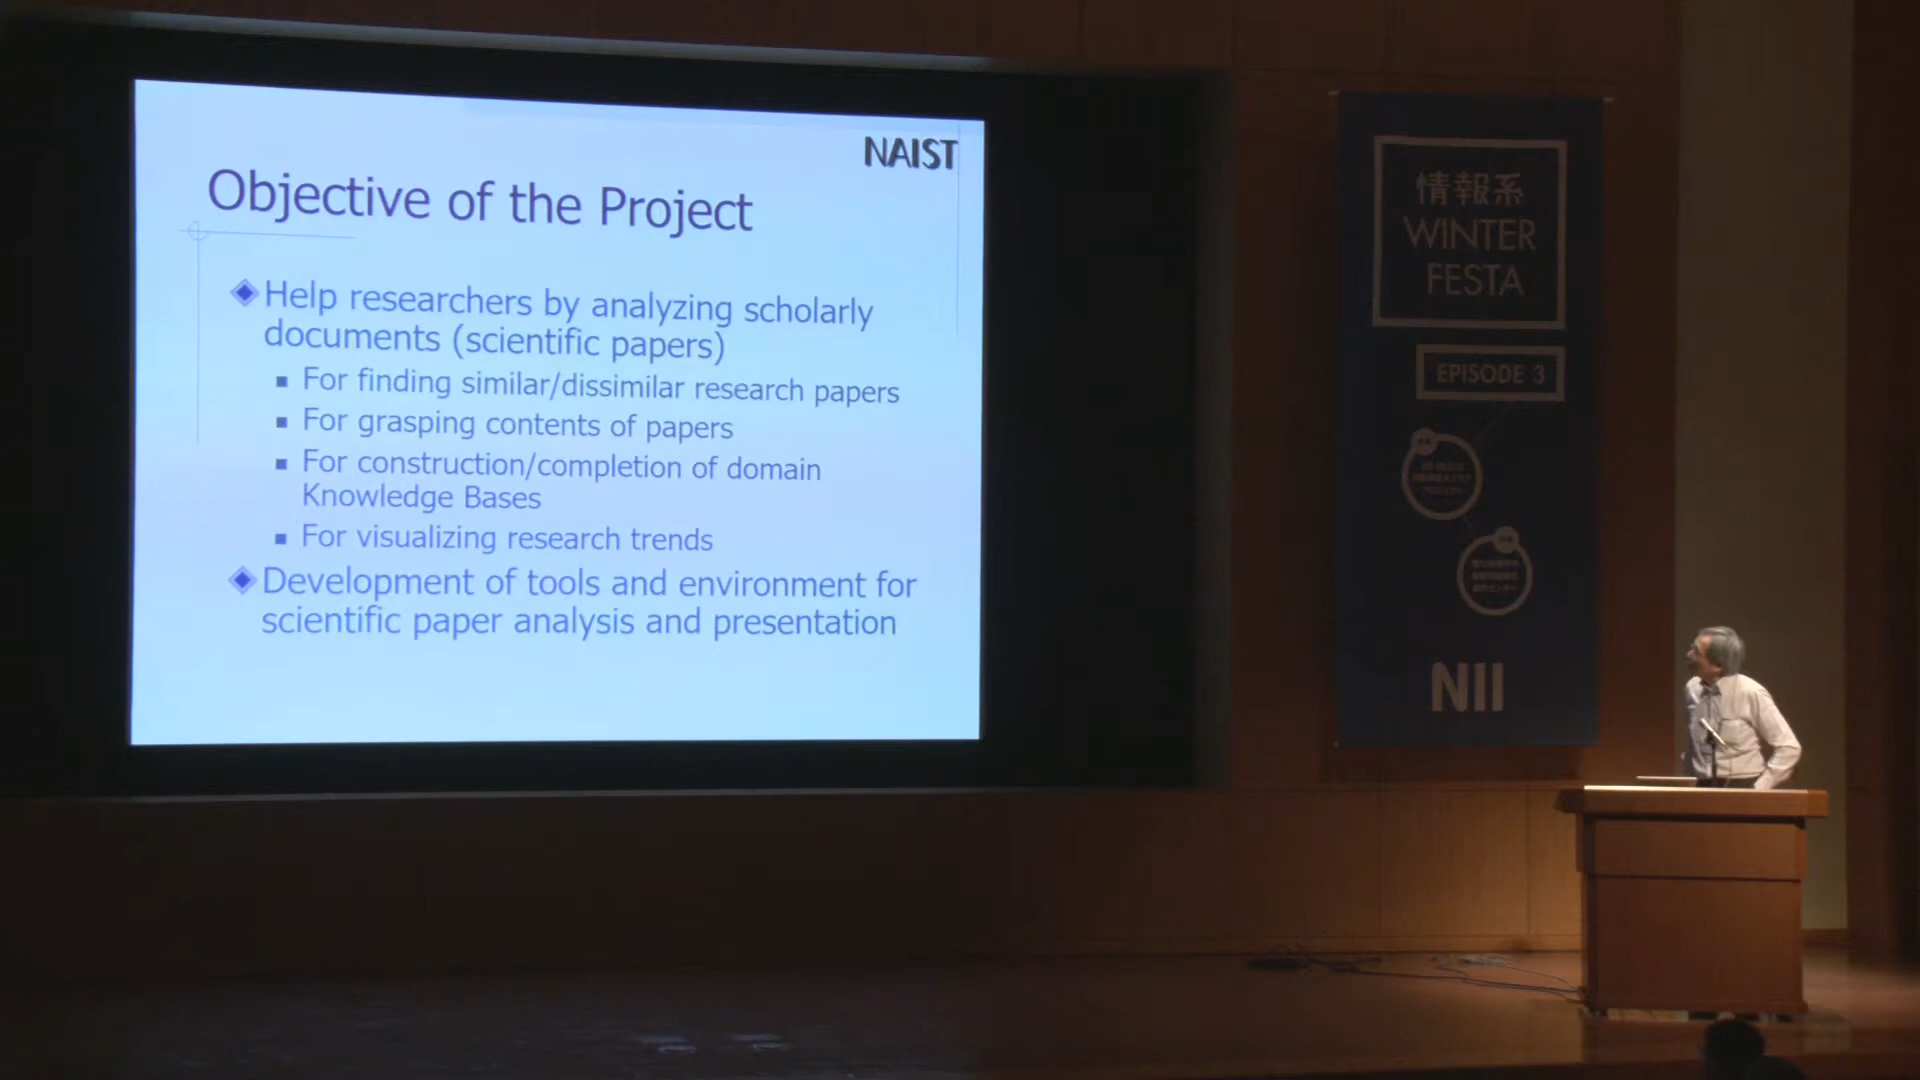 NAIST
Objective of the Project
Help researchers by analyzing scholarly
documents (scientific papers)
For finding similar/dissimilar research papers
For grasping contents of papers
For construction/completion of domain
Knowledge Bases
For visualizing research trends
Development of tools and environment for
scientific paper analysis and presentation
情報系
WINTER
FESTA
EPISODE 3
NII